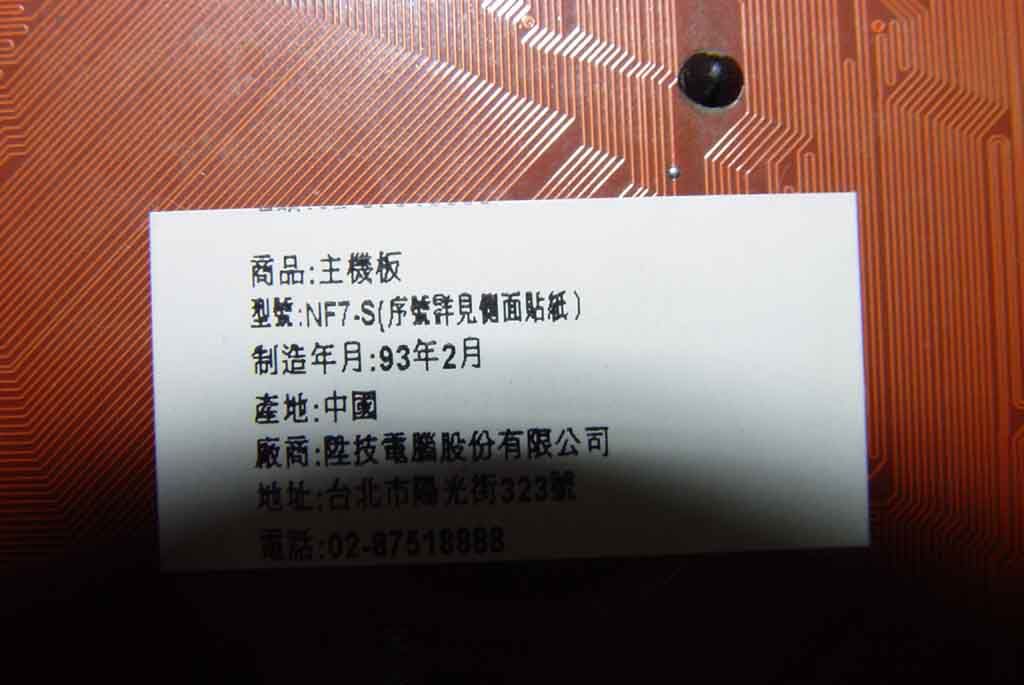 商品:主機板
型號:NF7-S(序號詳見側面貼紙)
制造年月:93年2月
產地:中國
廠商:陞技電腦股份有限公司
地址:台北市陽光街323號
電話:02-87518888